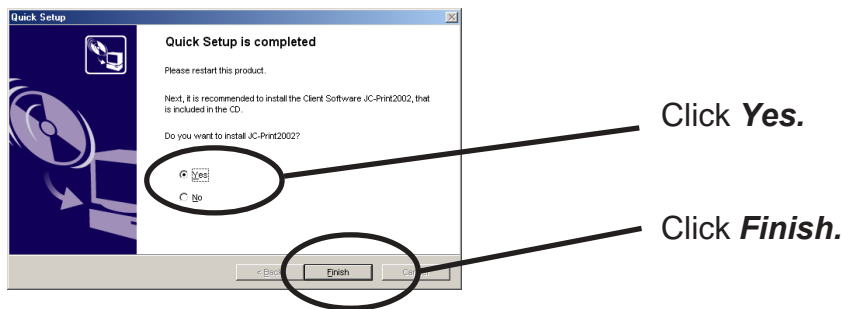 Quick Setup
Quick Setup is completed
Please restart this product.
Next, it is recommended to install the Client Software JC-Print2002, that
is included in the CD.
Do you want to install JC-Print2002?
Yes
No
Click Yes.
Click Finish.
< Back
Finish